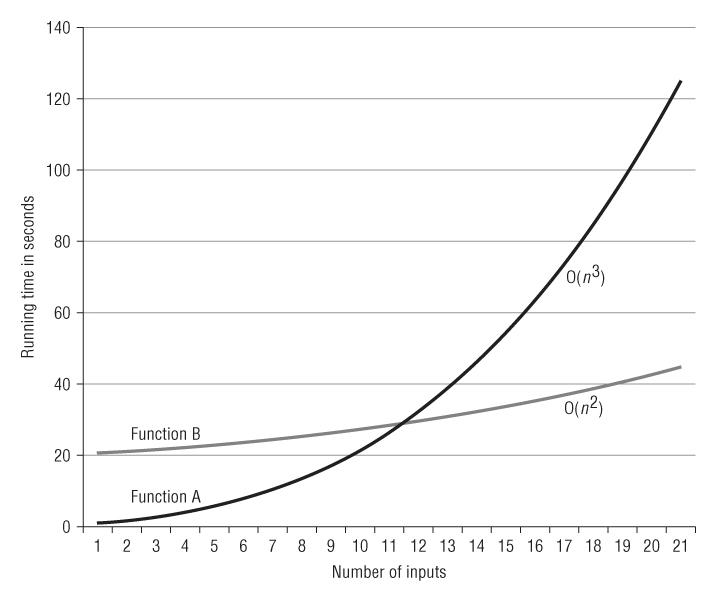 140
120
100
80
60
40
20
0
Running time in seconds
O(n³)
O(n²)
Function B
Function A
1 2 3 4 5 6 7 8 9 10 11 12 13 14 15 16 17 18 19 20 21
Number of inputs